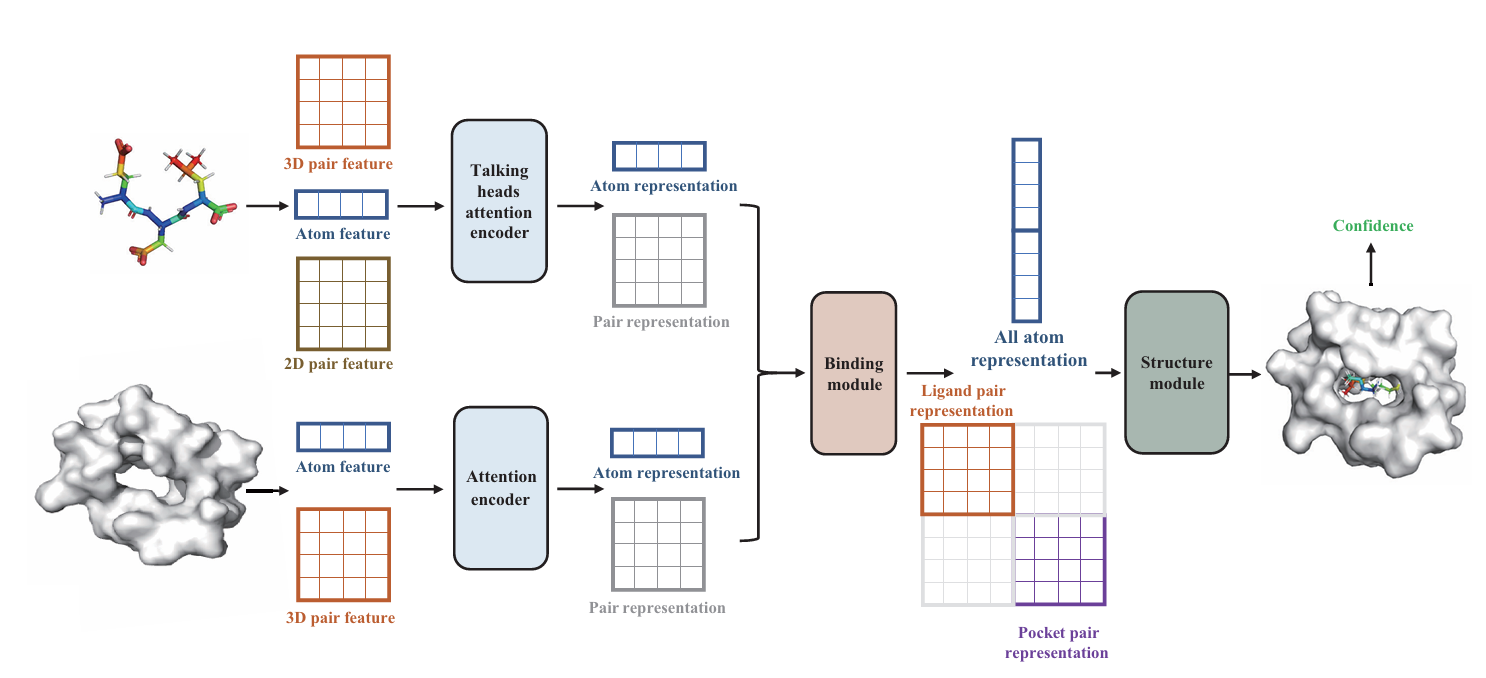 3D pair feature
Atom feature
2D pair feature
Talking
heads
attention
encoder
Atom representation
Pair representation
Atom feature
3D pair feature
Attention
encoder
Atom representation
Pair representation
Binding
module
All atom
representation
Ligand pair
representation
Pocket pair
representation
Structure
module
Confidence